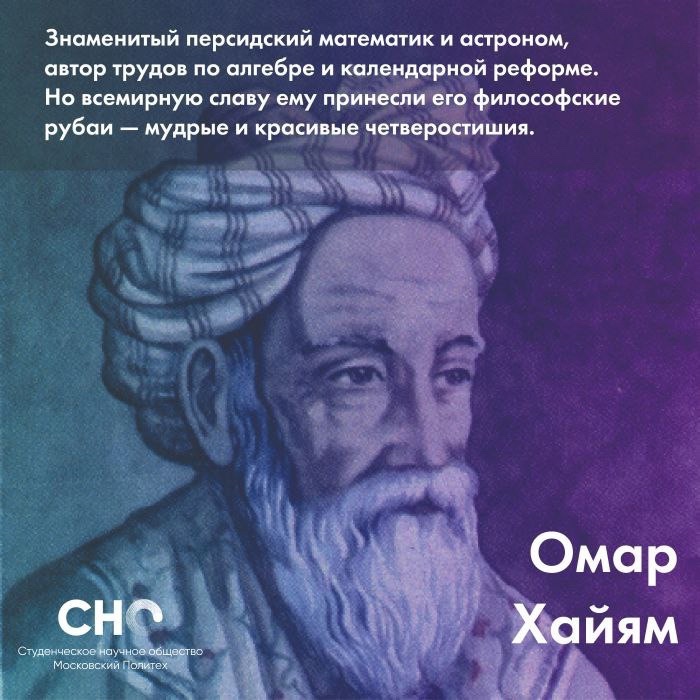 Знаменитый персидский математик и астроном,
автор трудов по алгебре и календарной реформе.
Но всемирную славу ему принесли его философские
рубаи — мудрые и красивые четверостишия.
Омар
Хайям
СНО
Студенческое научное общество
Московский Политех